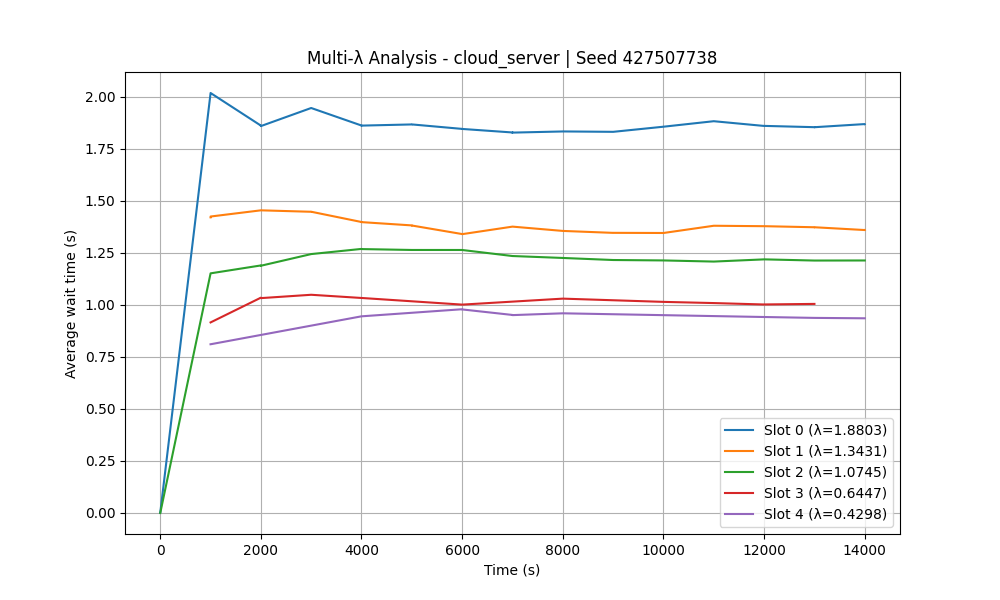 Multi-λ Analysis - cloud_server | Seed 427507738
Average wait time (s)
2.00
1.75
1.50
1.25
1.00
0.75
0.50
0.25
0.00
0 2000 4000 6000 8000 10000 12000 14000
Time (s)
Slot 0 (λ=1.8803)
Slot 1 (λ=1.3431)
Slot 2 (λ=1.0745)
Slot 3 (λ=0.6447)
Slot 4 (λ=0.4298)